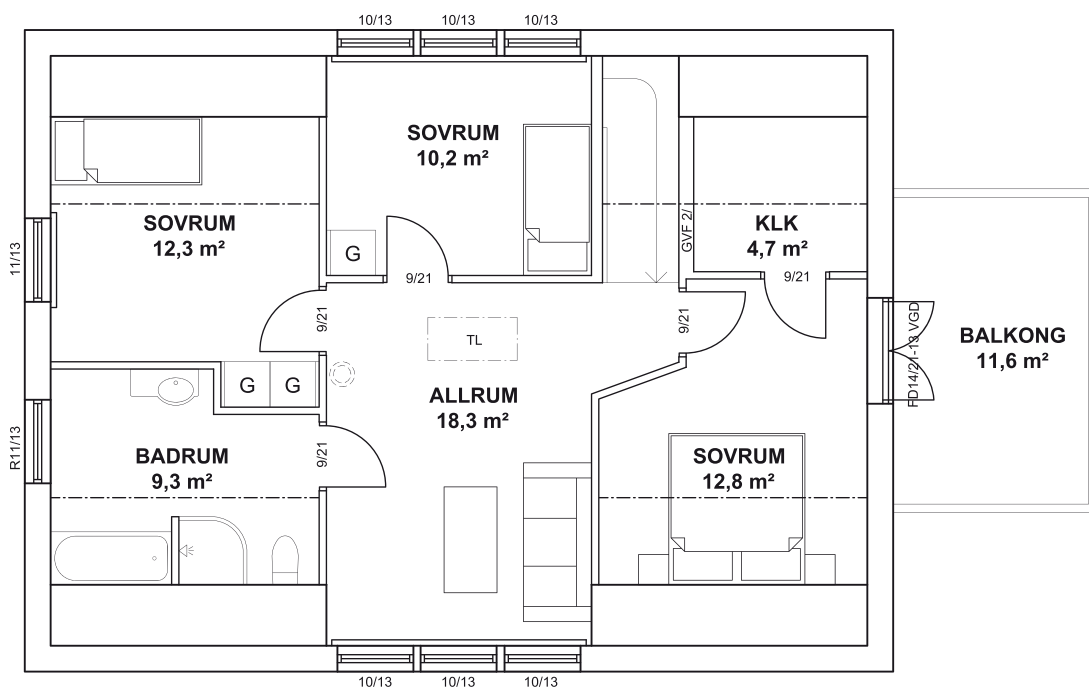 10/13
10/13
10/13
SOVRUM
10,2 m²
SOVRUM
12,3 m²
KLK
4,7 m²
GVF 2/
G
11/13
9/21
9/21
9/21
9/21
TL
FD14/21-13 VGD
BALKONG
11,6 m²
G
G
ALLRUM
18,3 m²
R11/13
9/21
BADRUM
9,3 m²
SOVRUM
12,8 m²
10/13
10/13
10/13